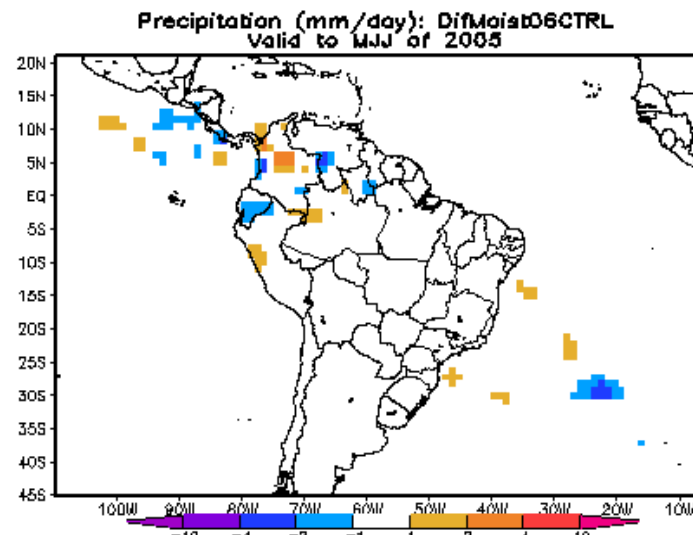 Precipitation (mm/day): DifMoist06CTRL
Valid to MJJ of 2005
20N
15N
10N
5N
EQ
5S
10S
15S
20S
25S
30S
35S
40S
45S
100W 90W 80W 70W 60W 50W 40W 30W 20W 10W